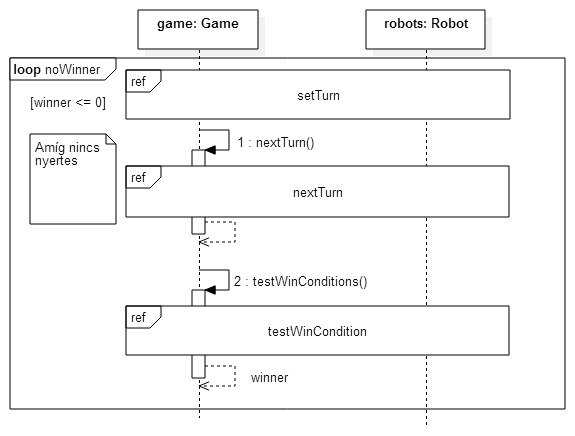 game: Game
robots: Robot
loop noWinner
ref
setTurn
[winner <= 0]
1 : nextTurn()
Amíg nincs
nyertes
ref
nextTurn
2 : testWinConditions()
ref
testWinCondition
winner